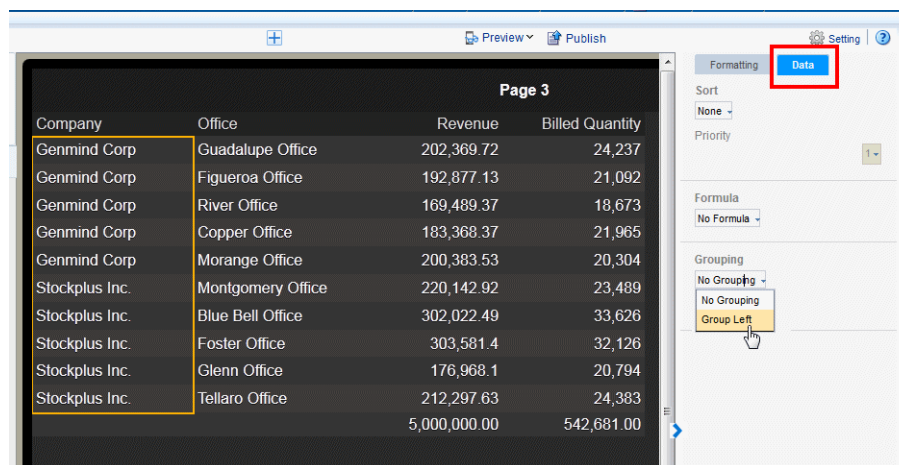 Preview Publish Setting ?
Formatting Data
Page 3
Sort
None
Company Office Revenue Billed Quantity
Priority
1
Genmind Corp Guadalupe Office 202,369.72 24,237
Genmind Corp Figueroa Office 192,877.13 21,092
Genmind Corp River Office 169,489.37 18,673
Genmind Corp Copper Office 183,368.37 21,965
Genmind Corp Morange Office 200,383.53 20,304
Stockplus Inc. Montgomery Office 220,142.92 23,489
Stockplus Inc. Blue Bell Office 302,022.49 33,626
Stockplus Inc. Foster Office 303,581.4 32,126
Stockplus Inc. Glenn Office 176,968.1 20,794
Stockplus Inc. Tellaro Office 212,297.63 24,383
5,000,000.00 542,681.00
Formula
No Formula
Grouping
No Grouping
No Grouping
Group Left